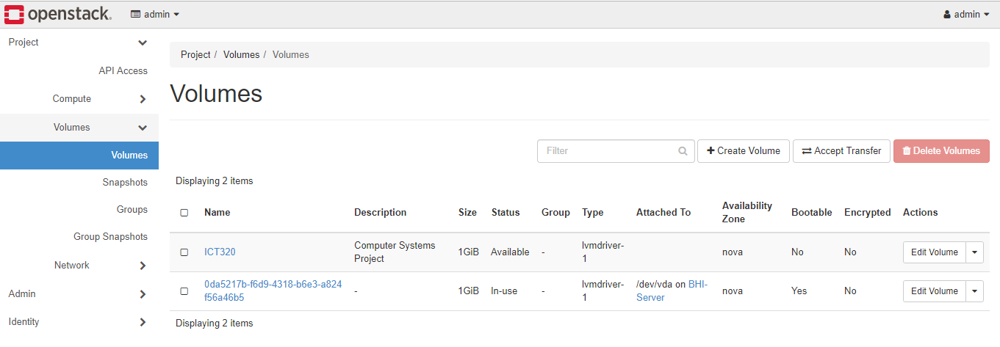 openstack. admin admin
Project
API Access
Compute
Volumes
Volumes
Snapshots
Groups
Group Snapshots
Network
Admin
Identity
Project / Volumes / Volumes
Volumes
Filter Create Volume Accept Transfer Delete Volumes
Displaying 2 items
Name Description Size Status Group Type Attached To Availability Zone Bootable Encrypted Actions
ICT320 Computer Systems Project 1GiB Available - lvmdriver-1 nova No No Edit Volume
0da5217b-f6d9-4318-b6e3-a824f56a46b5 - 1GiB In-use - lvmdriver-1 /dev/vda on BHI-Server nova Yes No Edit Volume
Displaying 2 items